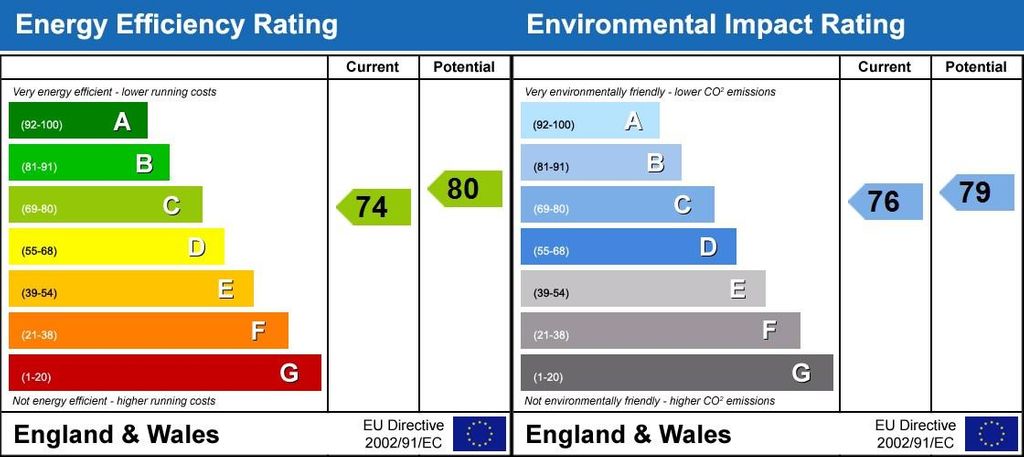 Energy Efficiency Rating
Current Potential
Very energy efficient - lower running costs
(92-100) A
(81-91) B
(69-80) C
(55-68) D
(39-54) E
(21-38) F
(1-20) G
74
80
Not energy efficient - higher running costs
England & Wales
EU Directive
2002/91/EC
Environmental Impact Rating
Current Potential
Very environmentally friendly - lower CO² emissions
(92-100) A
(81-91) B
(69-80) C
(55-68) D
(39-54) E
(21-38) F
(1-20) G
76
79
Not environmentally friendly - higher CO² emissions
England & Wales
EU Directive
2002/91/EC